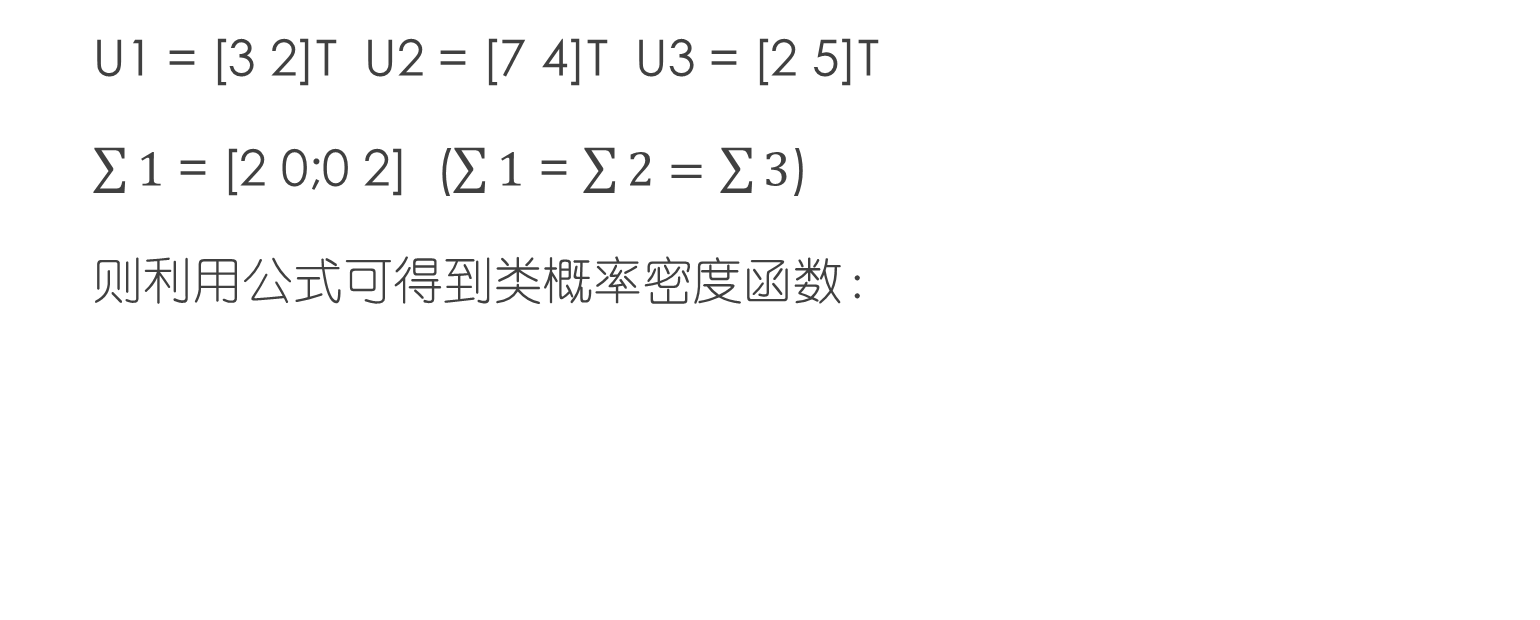 U1 = [3 2]T U2 = [7 4]T U3 = [2 5]T
∑ 1 = [2 0;0 2] (∑ 1 = ∑ 2 = ∑ 3)
则利用公式可得到类概率密度函数: